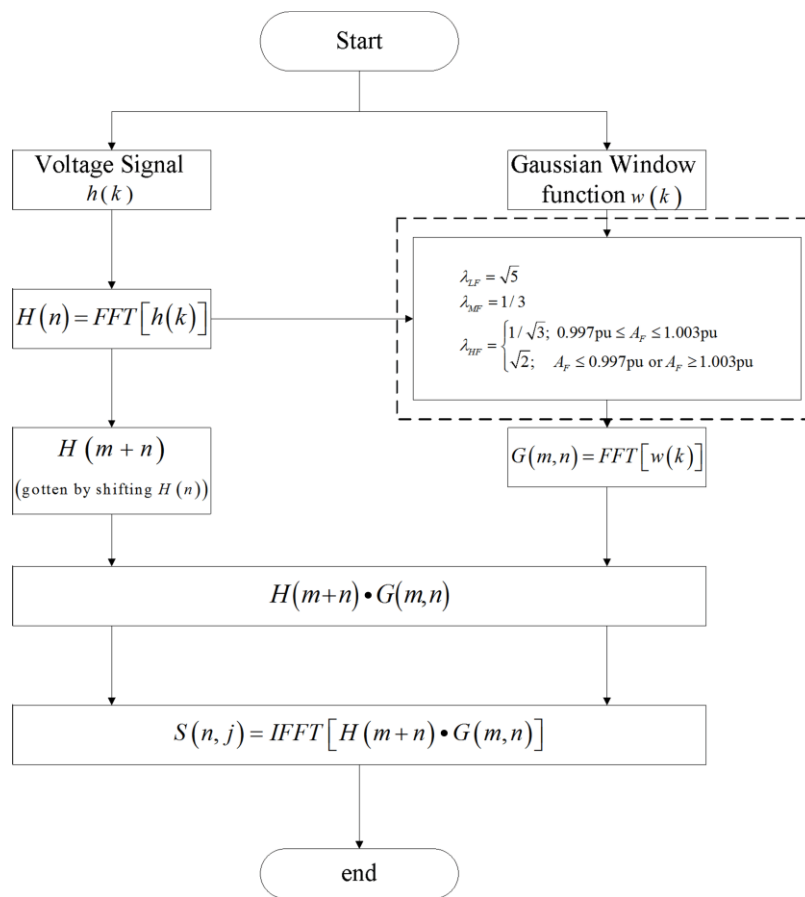 Start
Voltage Signal
h(k)
Gaussian Window
function w(k)
H(n)=FFT[h(k)]
λ_LF = √5
λ_MF = 1/3
λ_HF = {1/√3; 0.997pu ≤ A_F ≤ 1.003pu
√2; A_F ≤ 0.997pu or A_F ≥ 1.003pu
H(m+n)
(gotten by shifting H(n))
G(m,n)=FFT[w(k)]
H(m+n)•G(m,n)
S(n,j)=IFFT[H(m+n)•G(m,n)]
end